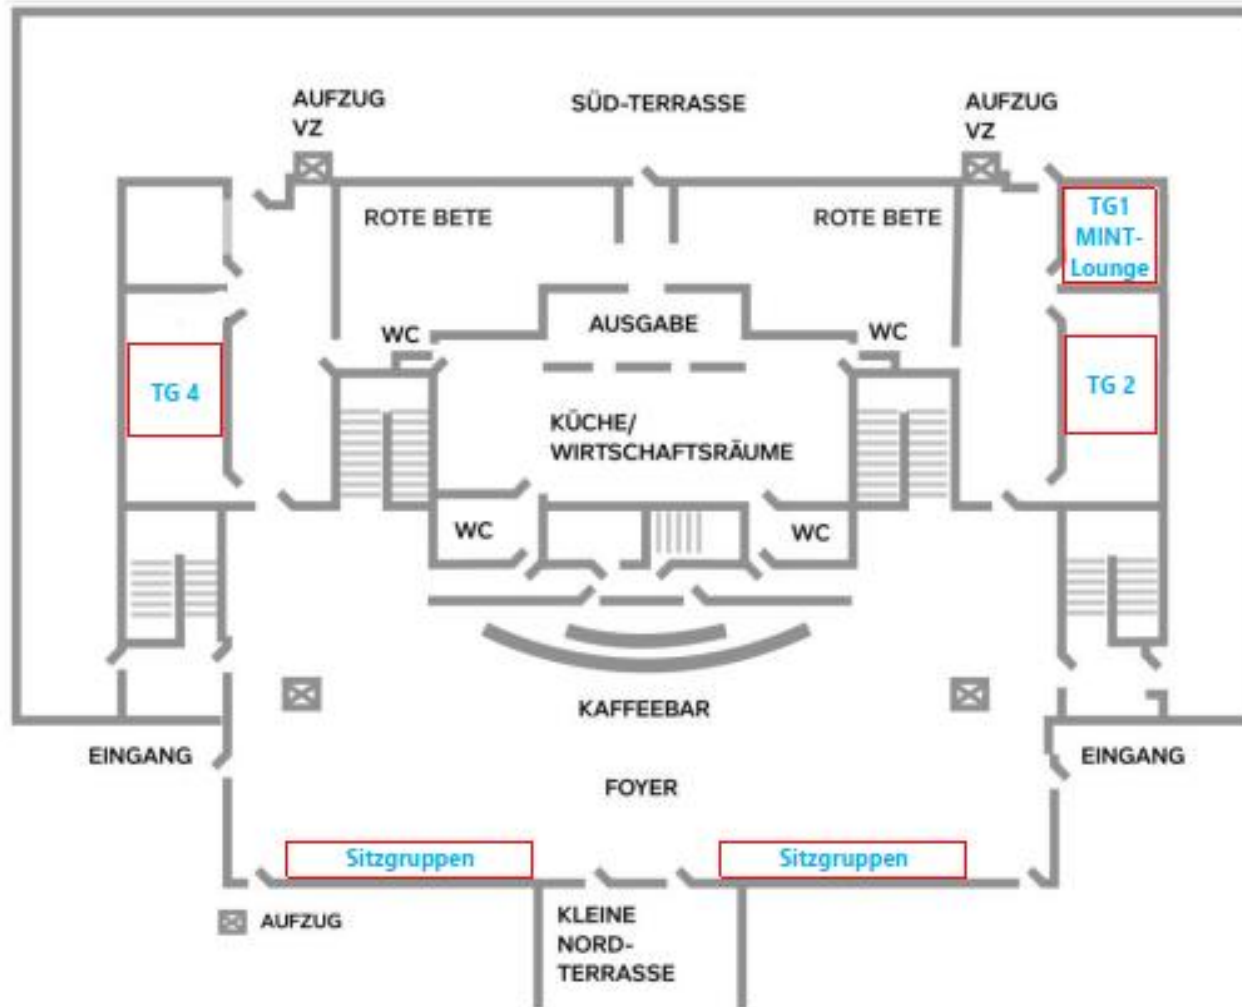 AUFZUG
VZ
SÜD-TERRASSE
AUFZUG
VZ
ROTE BETE
ROTE BETE
TG1
MINT-
Lounge
AUSGABE
WC
WC
TG 4
TG 2
KÜCHE/
WIRTSCHAFTSRÄUME
WC
WC
KAFFEEBAR
EINGANG
EINGANG
FOYER
Sitzgruppen
Sitzgruppen
AUFZUG
KLEINE
NORD-
TERRASSE